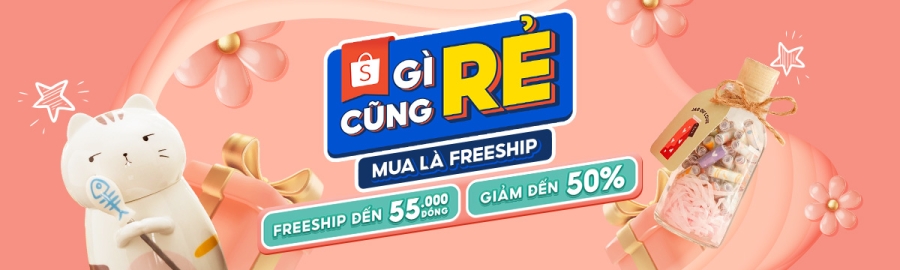 S
GÌ
CŨNG RẺ
MUA LÀ FREESHIP
FREESHIP ĐẾN 55.000 ĐỒNG
GIẢM ĐẾN 50%